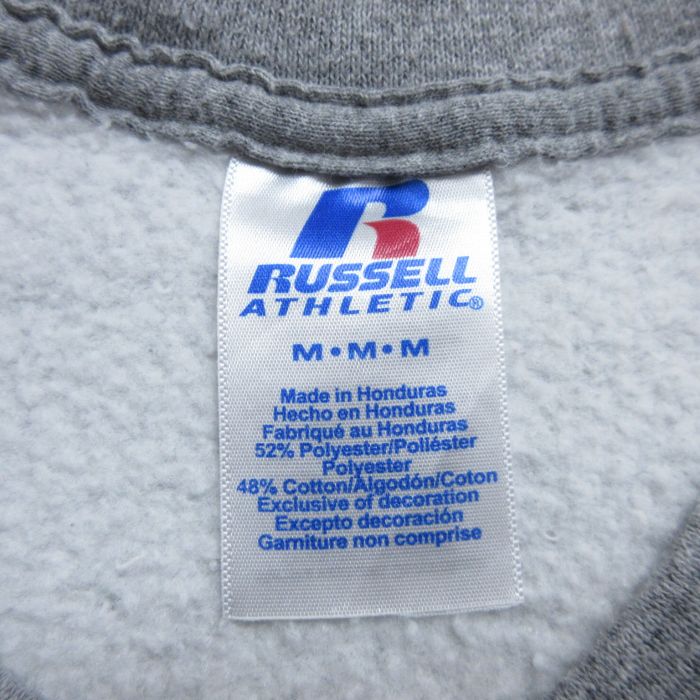 R
RUSSELL
ATHLETIC®
M•M•M
Made in Honduras
Hecho en Honduras
Fabriqué au Honduras
52% Polyester/Poliéster
Polyester
48% Cotton/Algodón/Coton
Exclusive of decoration
Excepto decoración
Garniture non comprise